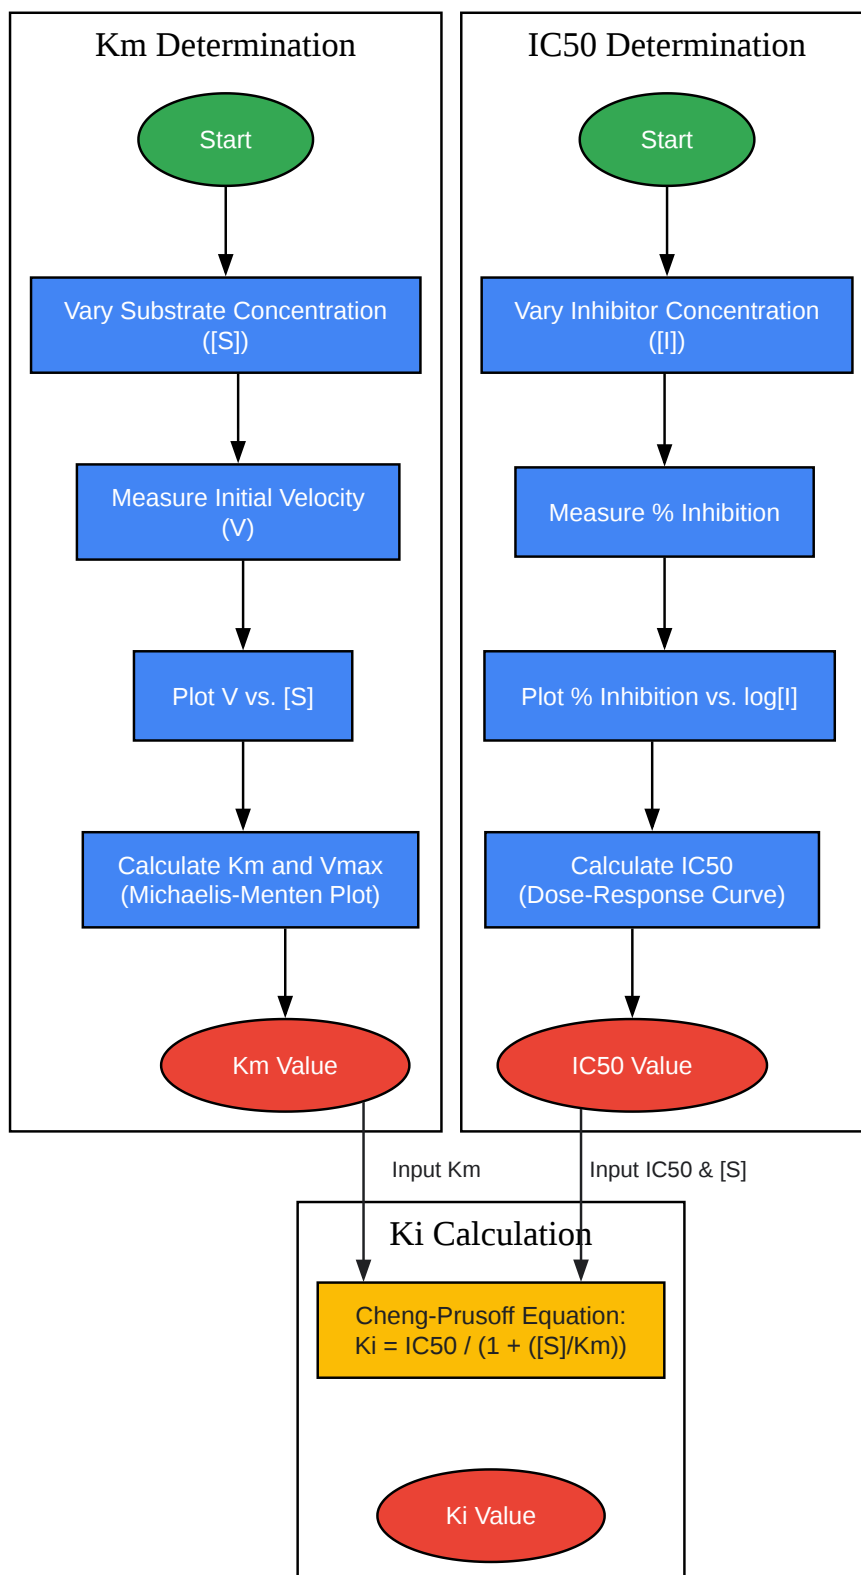 Km Determination
Start
Vary Substrate Concentration
([S])
Measure Initial Velocity
(V)
Plot V vs. [S]
Calculate Km and Vmax
(Michaelis-Menten Plot)
Km Value
IC50 Determination
Start
Vary Inhibitor Concentration
([I])
Measure % Inhibition
Plot % Inhibition vs. log[I]
Calculate IC50
(Dose-Response Curve)
IC50 Value
Input Km
Input IC50 & [S]
Ki Calculation
Cheng-Prusoff Equation:
Ki = IC50 / (1 + ([S]/Km))
Ki Value